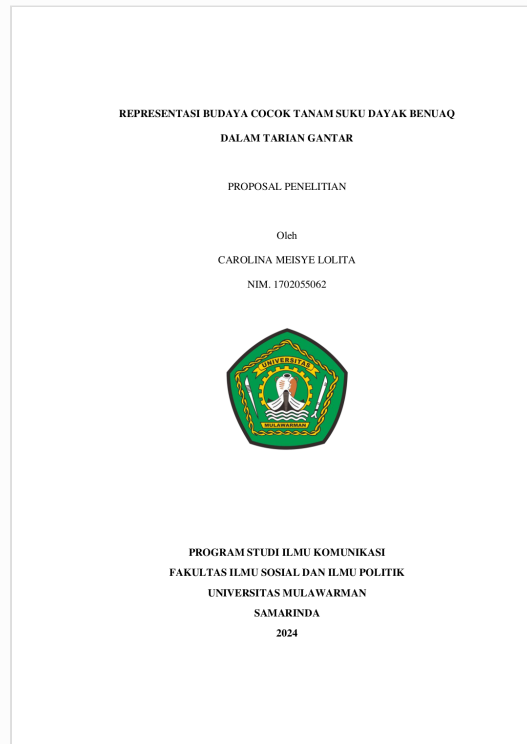 REPRESENTASI BUDAYA COCOK TANAM SUKU DAYAK BENUAQ
DALAM TARIAN GANTAR
PROPOSAL PENELITIAN
Oleh
CAROLINA MEISYE LOLITA
NIM. 1702055062
UNIVERSITAS
MULAWARMAN
PROGRAM STUDI ILMU KOMUNIKASI
FAKULTAS ILMU SOSIAL DAN ILMU POLITIK
UNIVERSITAS MULAWARMAN
SAMARINDA
2024